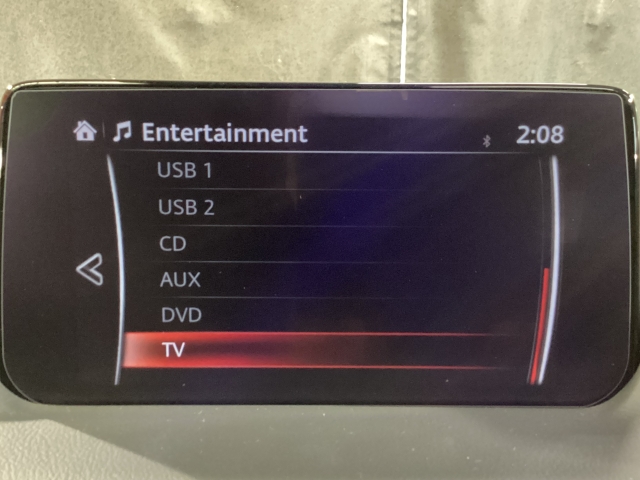 Entertainment 2:08
USB 1
USB 2
CD
AUX
DVD
TV